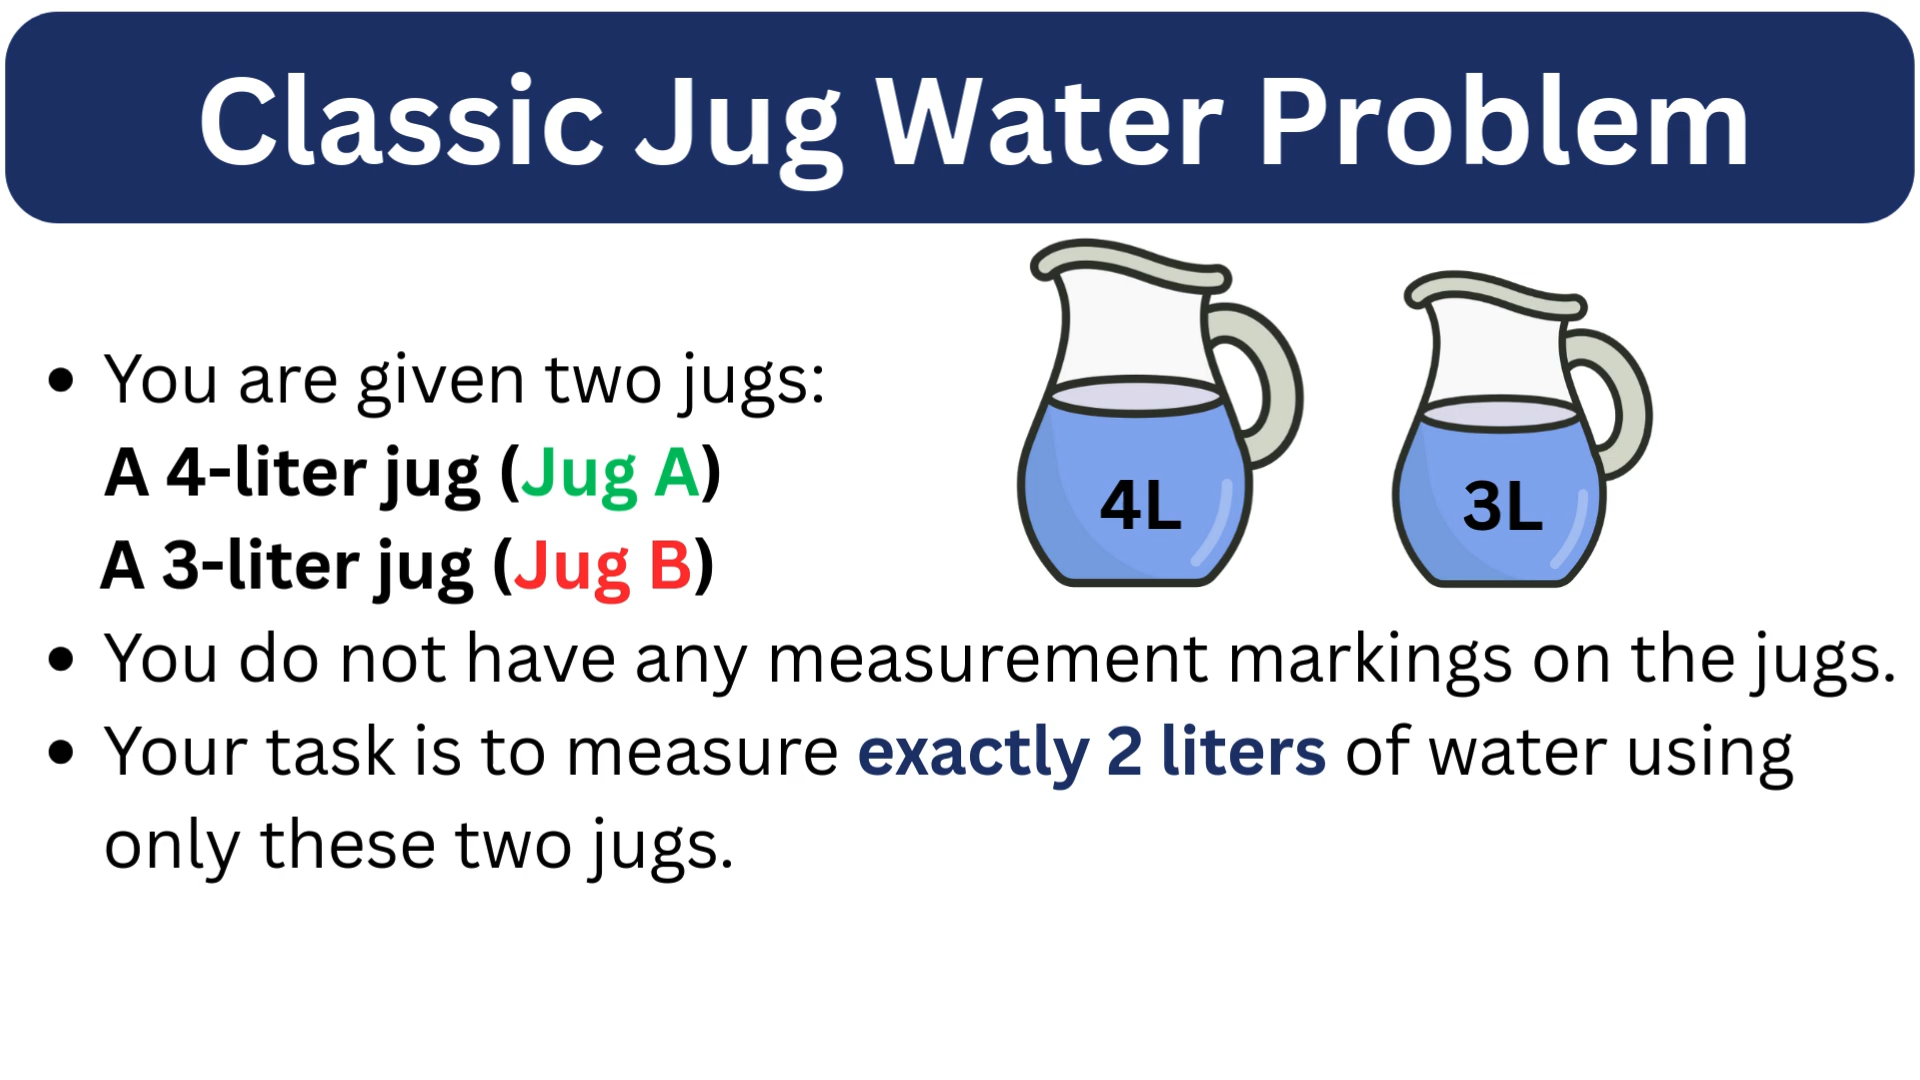 Classic Jug Water Problem
• You are given two jugs:
A 4-liter jug (Jug A)
A 3-liter jug (Jug B)
4L
3L
• You do not have any measurement markings on the jugs.
• Your task is to measure exactly 2 liters of water using
only these two jugs.